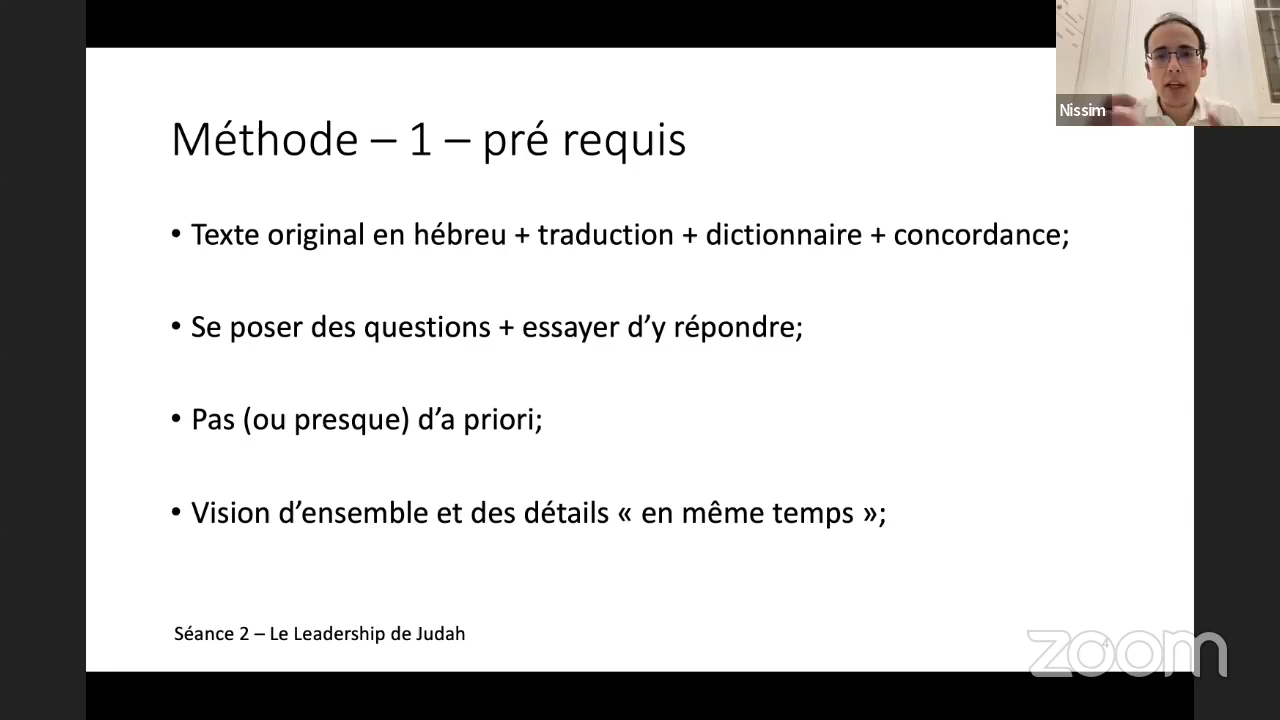 Nissim
Méthode – 1 – pré requis
• Texte original en hébreu + traduction + dictionnaire + concordance;
• Se poser des questions + essayer d’y répondre;
• Pas (ou presque) d’a priori;
• Vision d’ensemble et des détails « en même temps »;
Séance 2 – Le Leadership de Judah
4
zoom